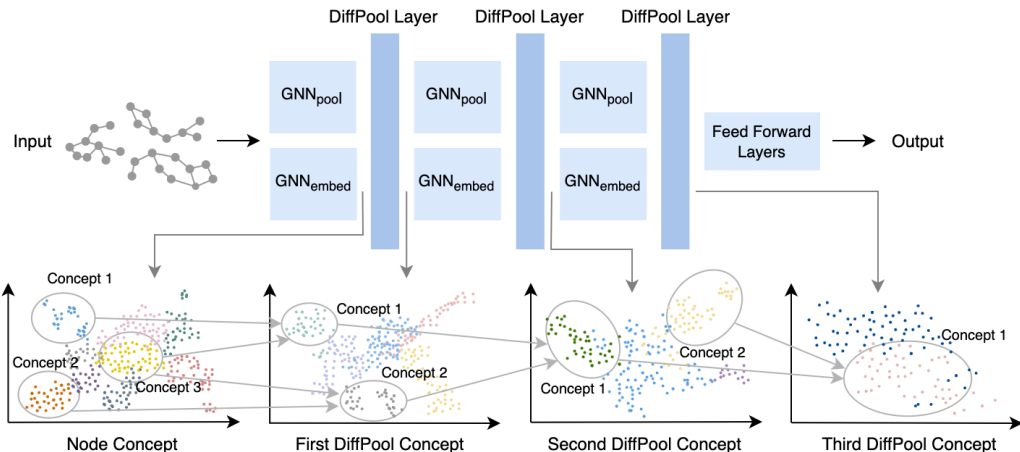 DiffPool Layer DiffPool Layer DiffPool Layer
GNNpool GNNpool GNNpool
Input
Feed Forward
Layers
Output
GNNembed GNNembed GNNembed
Concept 1
Concept 2
Concept 3
Node Concept
Concept 1
Concept 2
First DiffPool Concept
Concept 1
Concept 2
Second DiffPool Concept
Concept 1
Third DiffPool Concept